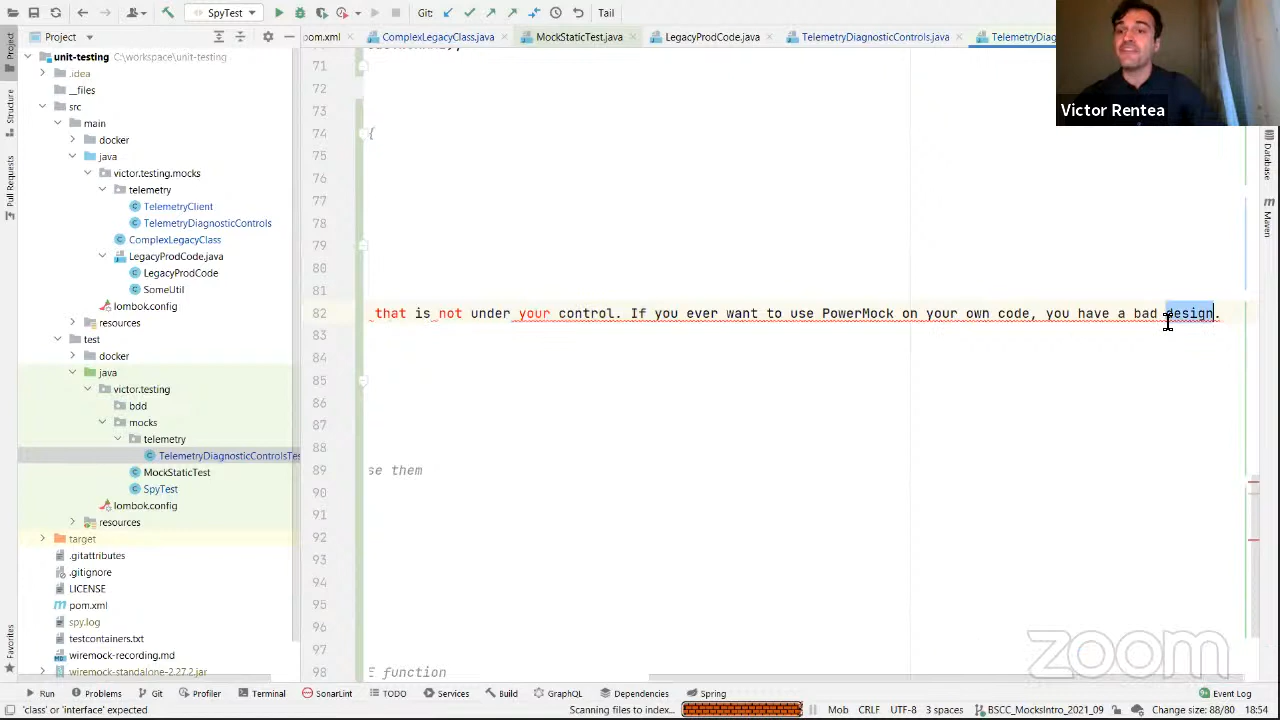 SpyTest
Git:
Tail
Project
pom.xml
ComplexLegacyClass.java
MockStaticTest.java
LegacyProdCode.java
TelemetryDiagnosticControls.java
TelemetryDiag
Victor Rentea
Project
Structure
Pull Requests
Favorites
Database
Maven
unit-testing C:\workspace\unit-testing
.idea
__files
src
main
docker
java
victor.testing.mocks
telemetry
TelemetryClient
TelemetryDiagnosticControls
ComplexLegacyClass
LegacyProdCode.java
LegacyProdCode
SomeUtil
lombok.config
resources
test
docker
java
victor.testing
bdd
mocks
telemetry
TelemetryDiagnosticControlsTes
MockStaticTest
SpyTest
lombok.config
resources
target
.gitattributes
.gitignore
LICENSE
pom.xml
spy.log
testcontainers.txt
wiremock-recording.md
wiremock-standalone-2.27.2.jar
71
72
73
74 {
75
76
77
78
79
80
81
82 that is not under your control. If you ever want to use PowerMock on your own code, you have a bad design.
83
84
85
86
87
88
89 se them
90
91
92
93
94
95
96
97
98 E function
zoom
Run Problems Git Profiler Terminal SonarLint TODO Services Build GraphQL Dependencies Spring Event Log
'class' or 'interface' expected Scanning files to index... Mob CRLF UTF-8 3 spaces BSCC_MocksIntro_2021_09 Change size: 88/0/0 18:54